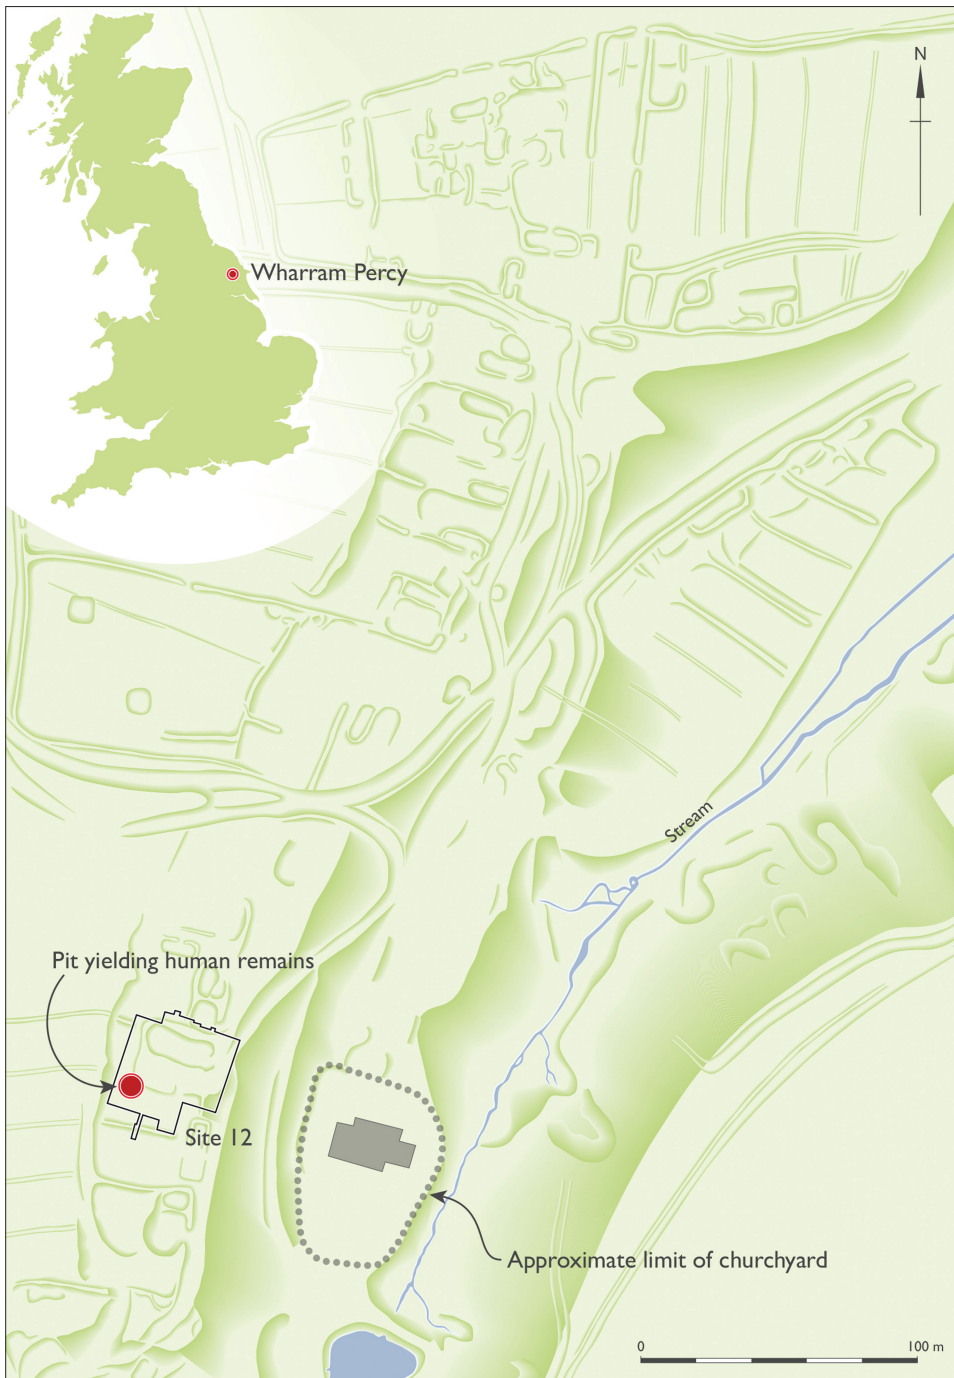 N
Wharram Percy
Stream
Pit yielding human remains
Site 12
Approximate limit of churchyard
0
100 m